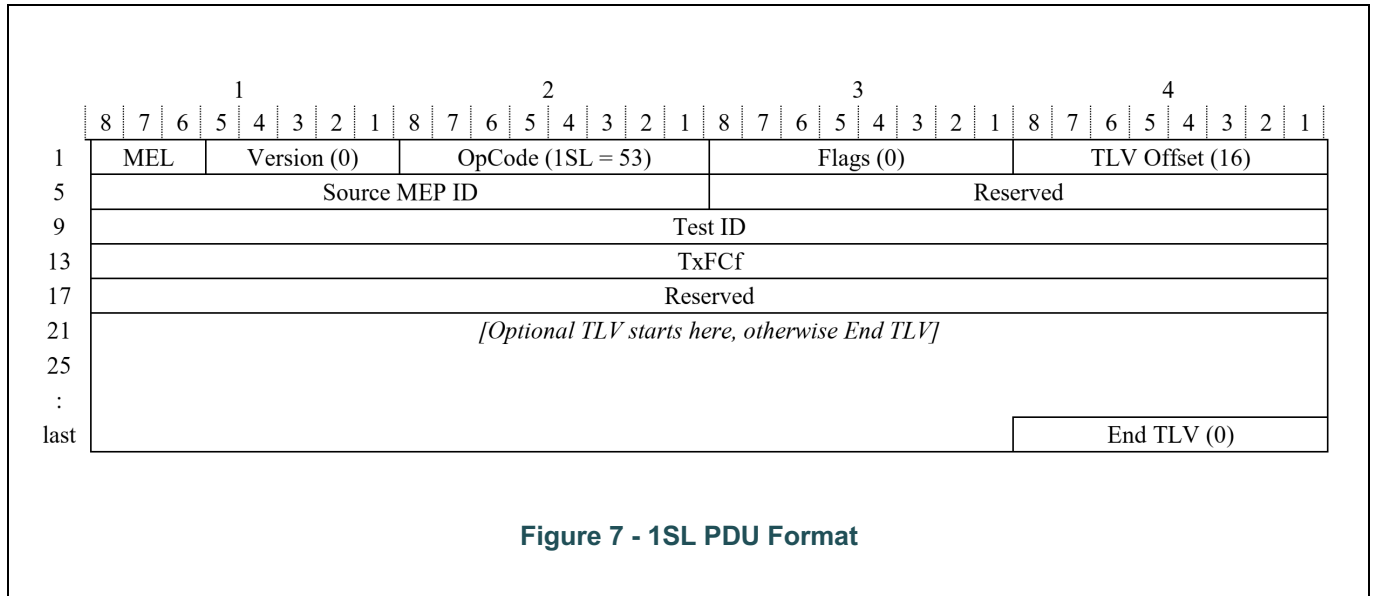 1 2 3 4
8 7 6 5 4 3 2 1 8 7 6 5 4 3 2 1 8 7 6 5 4 3 2 1 8 7 6 5 4 3 2 1
1 MEL Version (0) OpCode (1SL = 53) Flags (0) TLV Offset (16)
5 Source MEP ID Reserved
9 Test ID
13 TxFCf
17 Reserved
21 [Optional TLV starts here, otherwise End TLV]
25
:
last End TLV (0)
Figure 7 - 1SL PDU Format